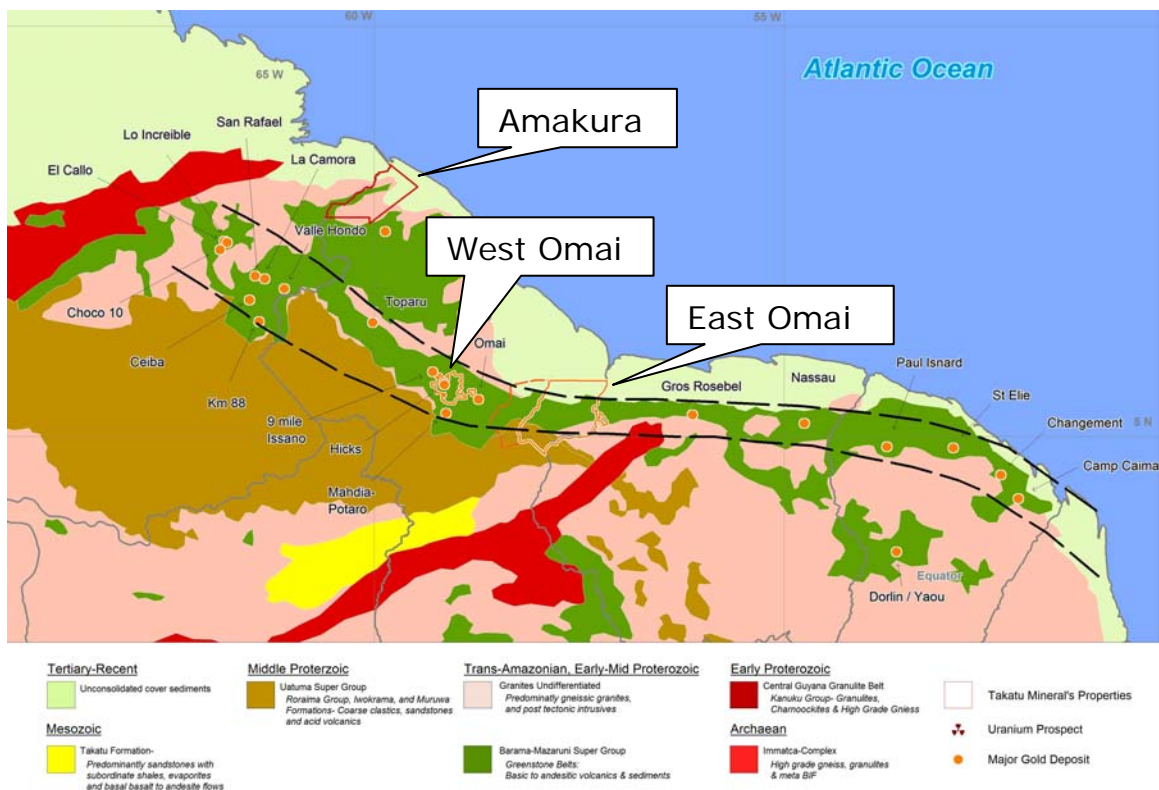 60 W
55 W
Atlantic Ocean
65 W
Amakura
San Rafael
Lo Increible
La Camora
El Callo
Valle Hondo
West Omai
Choco 10
Toparu
East Omai
Ceiba
Omai
Paul Isnard
Gros Rosebel
Nassau
St Elie
Km 88
9 mile
Issano
Changement
5 N
Hicks
Camp Caima
Mahdia-
Potaro
Equator
Dorlin / Yaou
Tertiary-Recent
Unconsolidated cover sediments
Mesozoic
Takatu Formation-
Predominantly sandstones with
subordinate shales, evaporites
and basal basalt to andesite flows
Middle Proterzoic
Uatuma Super Group
Roraima Group, Iwokrama, and Muruwa
Formations- Coarse clastics, sandstones
and acid volcanics
Trans-Amazonian, Early-Mid Proterozoic
Granites Undifferentiated
Predominatly gneissic granites,
and post tectonic intrusives
Barama-Mazaruni Super Group
Greenstone Belts:
Basic to andesitic volcanics & sediments
Early Proterozoic
Central Guyana Granulite Belt
Kanuku Group- Granulites,
Charnoockites & High Grade Gniess
Archaean
Immatca-Complex
High grade gneiss, granulites
& meta BIF
Takatu Mineral's Properties
Uranium Prospect
Major Gold Deposit